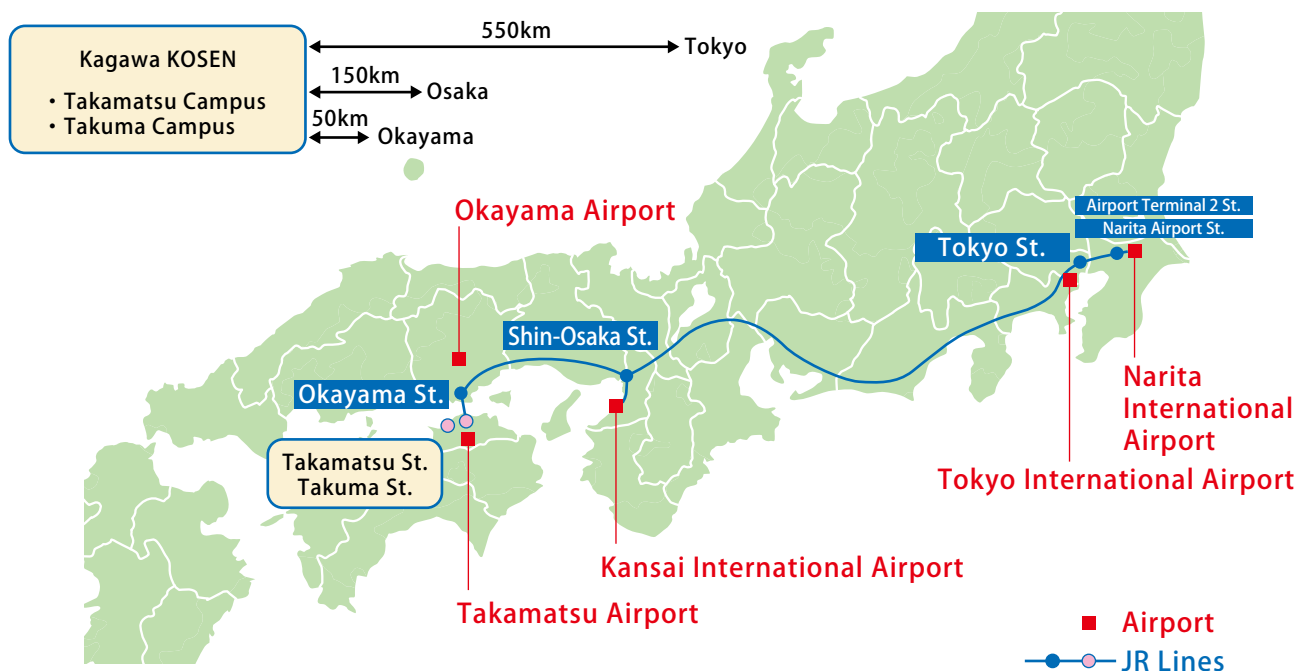 Kagawa KOSEN
・Takamatsu Campus
・Takuma Campus
550km
Tokyo
150km
Osaka
50km
Okayama
Okayama Airport
Airport Terminal 2 St.
Narita Airport St.
Tokyo St.
Shin-Osaka St.
Okayama St.
Narita
International
Airport
Takamatsu St.
Takuma St.
Tokyo International Airport
Kansai International Airport
Takamatsu Airport
Airport
JR Lines